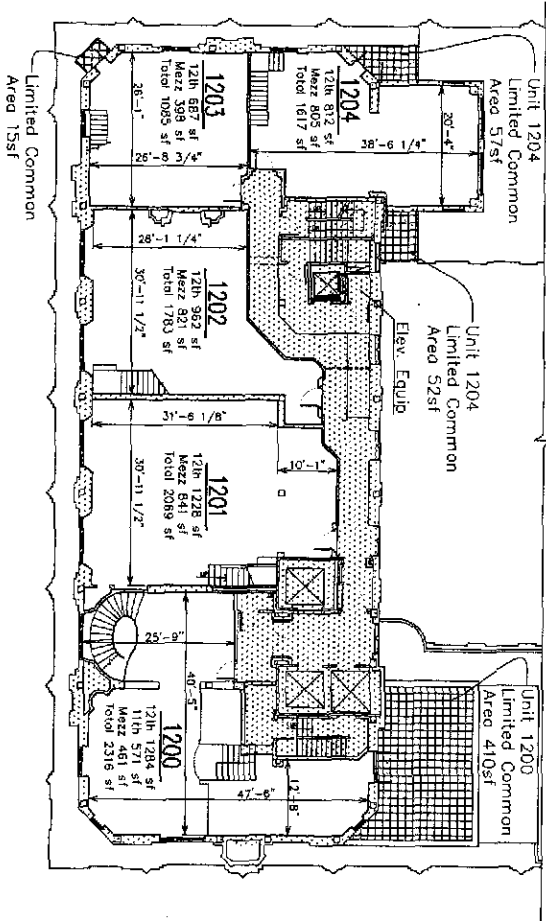 Unit 1204
Limited Common
Area 57sf
Unit 1204
Limited Common
Area 52sf
Elev. Equip
Unit 1200
Limited Common
Area 410sf
1204
12th 812 sf
Mezz 805 sf
Total 1617 sf
38'-6 1/4"
20'-4"
1203
12th 687 sf
Mezz 398 sf
Total 1085 sf
26'-1"
26'-8 3/4"
Limited Common
Area 15sf
1202
12th 962 sf
Mezz 821 sf
Total 1783 sf
28'-1 1/4"
30'-11 1/2"
1201
12th 1228 sf
Mezz 841 sf
Total 2069 sf
31'-6 1/8"
10'-1"
30'-11 1/2"
1200
12th 1284 sf
11th 571 sf
Mezz 461 sf
Total 2316 sf
25'-9"
40'-5"
47'-6"
12'-8"